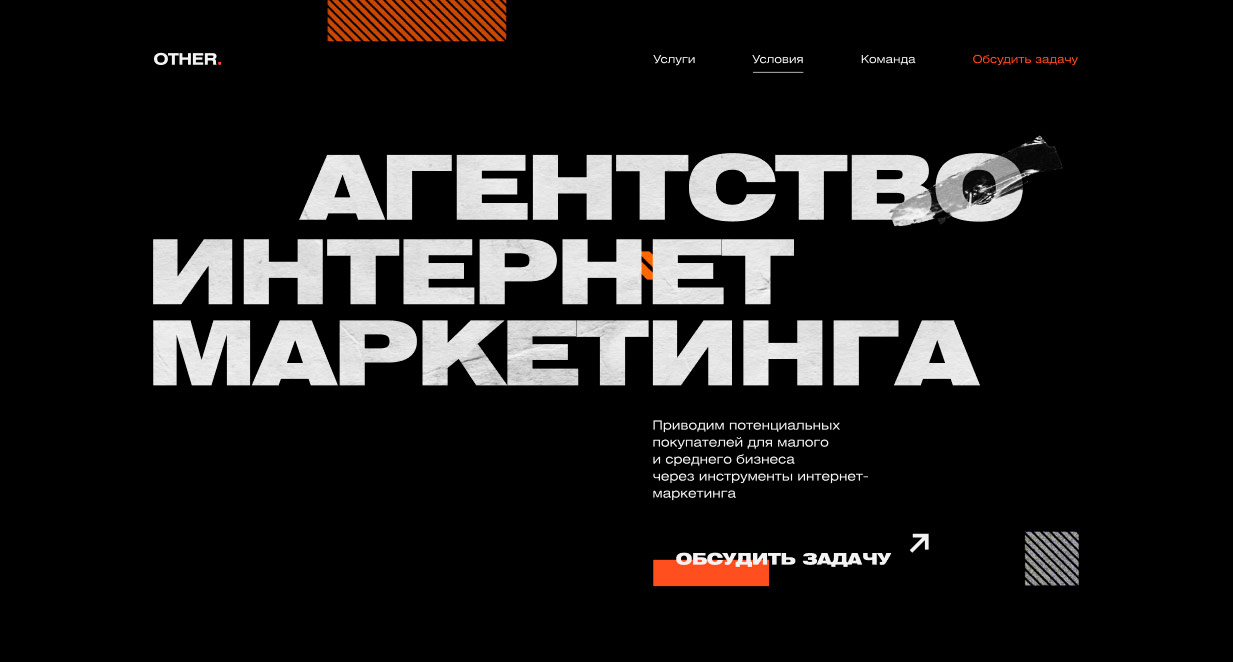 OTHER.
Услуги
Условия
Команда
Обсудить задачу
АГЕНТСТВО
ИНТЕРНЕТ
МАРКЕТИНГА
Приводим потенциальных
покупателей для малого
и среднего бизнеса
через инструменты интернет-
маркетинга
ОБСУДИТЬ ЗАДАЧУ